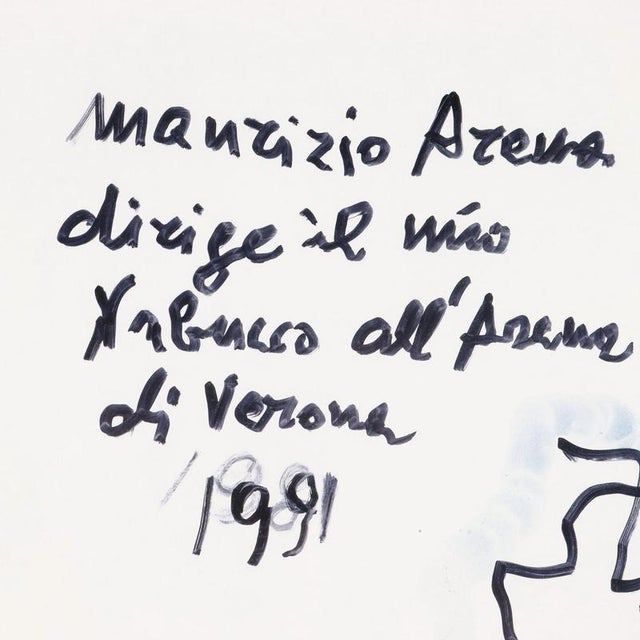 Maurizio Arena
dirige il mio
Nabucco all'Arena
di Verona
1991